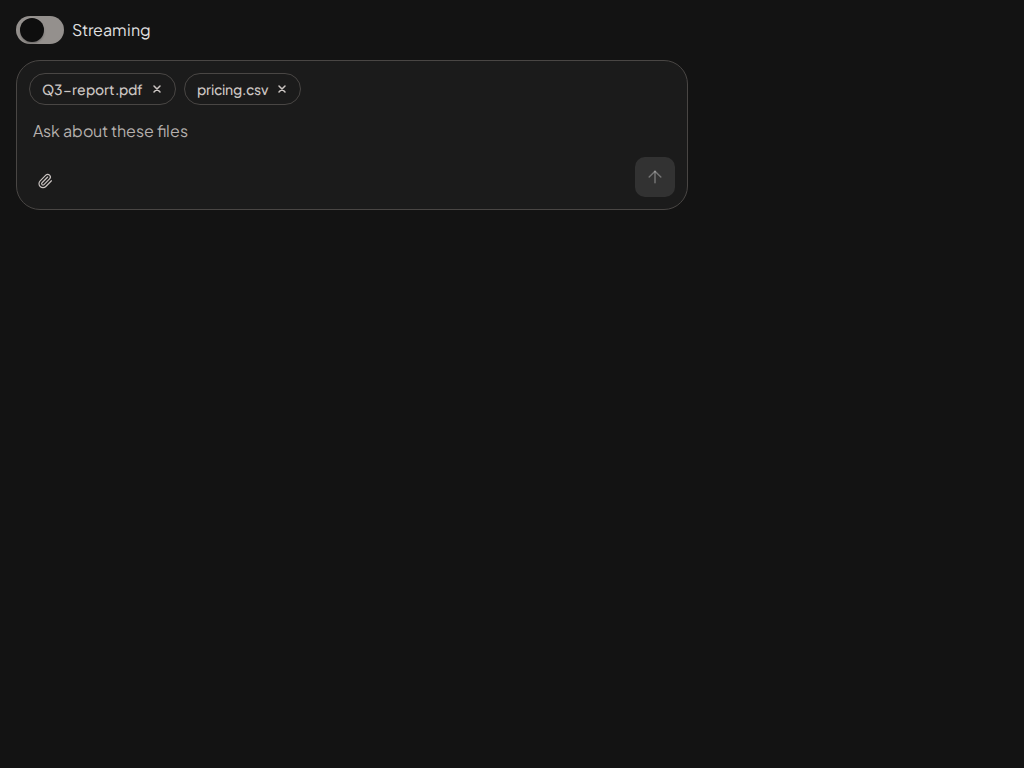 Streaming
Q3-report.pdf
pricing.csv
Ask about these files